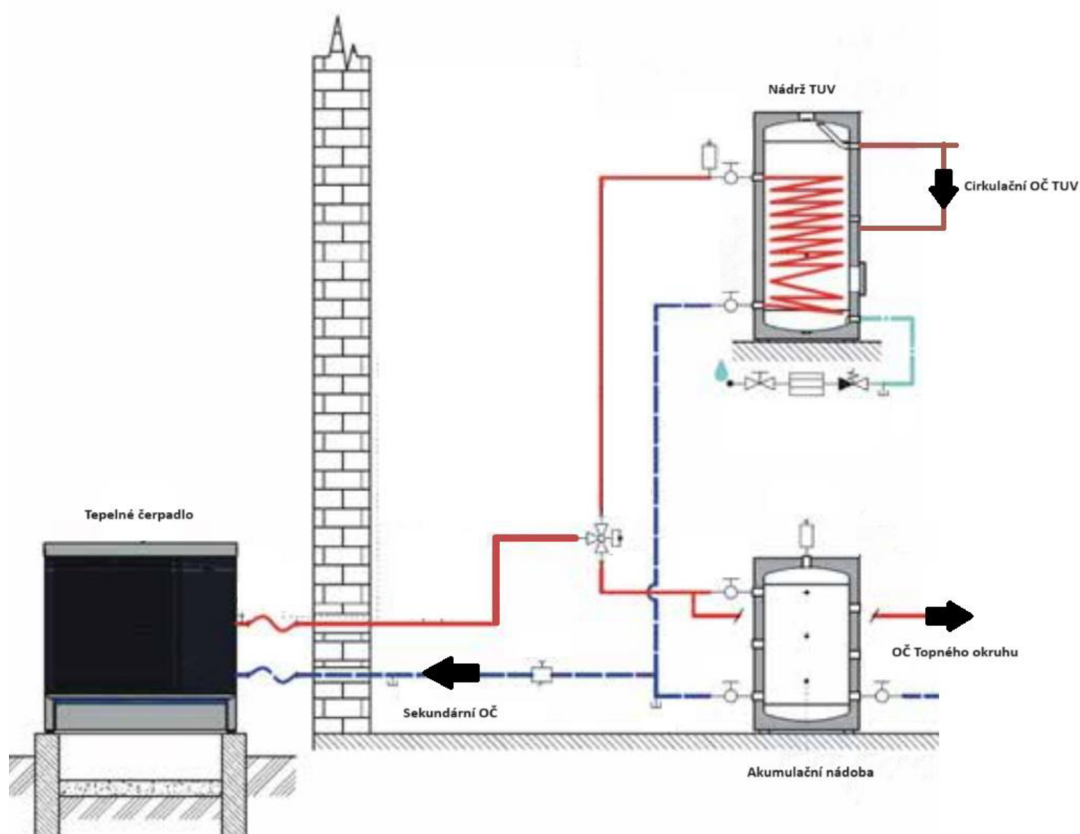 Nádrž TUV
Cirkulační OČ TUV
Tepelné čerpadlo
OČ Topného okruhu
Sekundární OČ
Akumulační nádoba